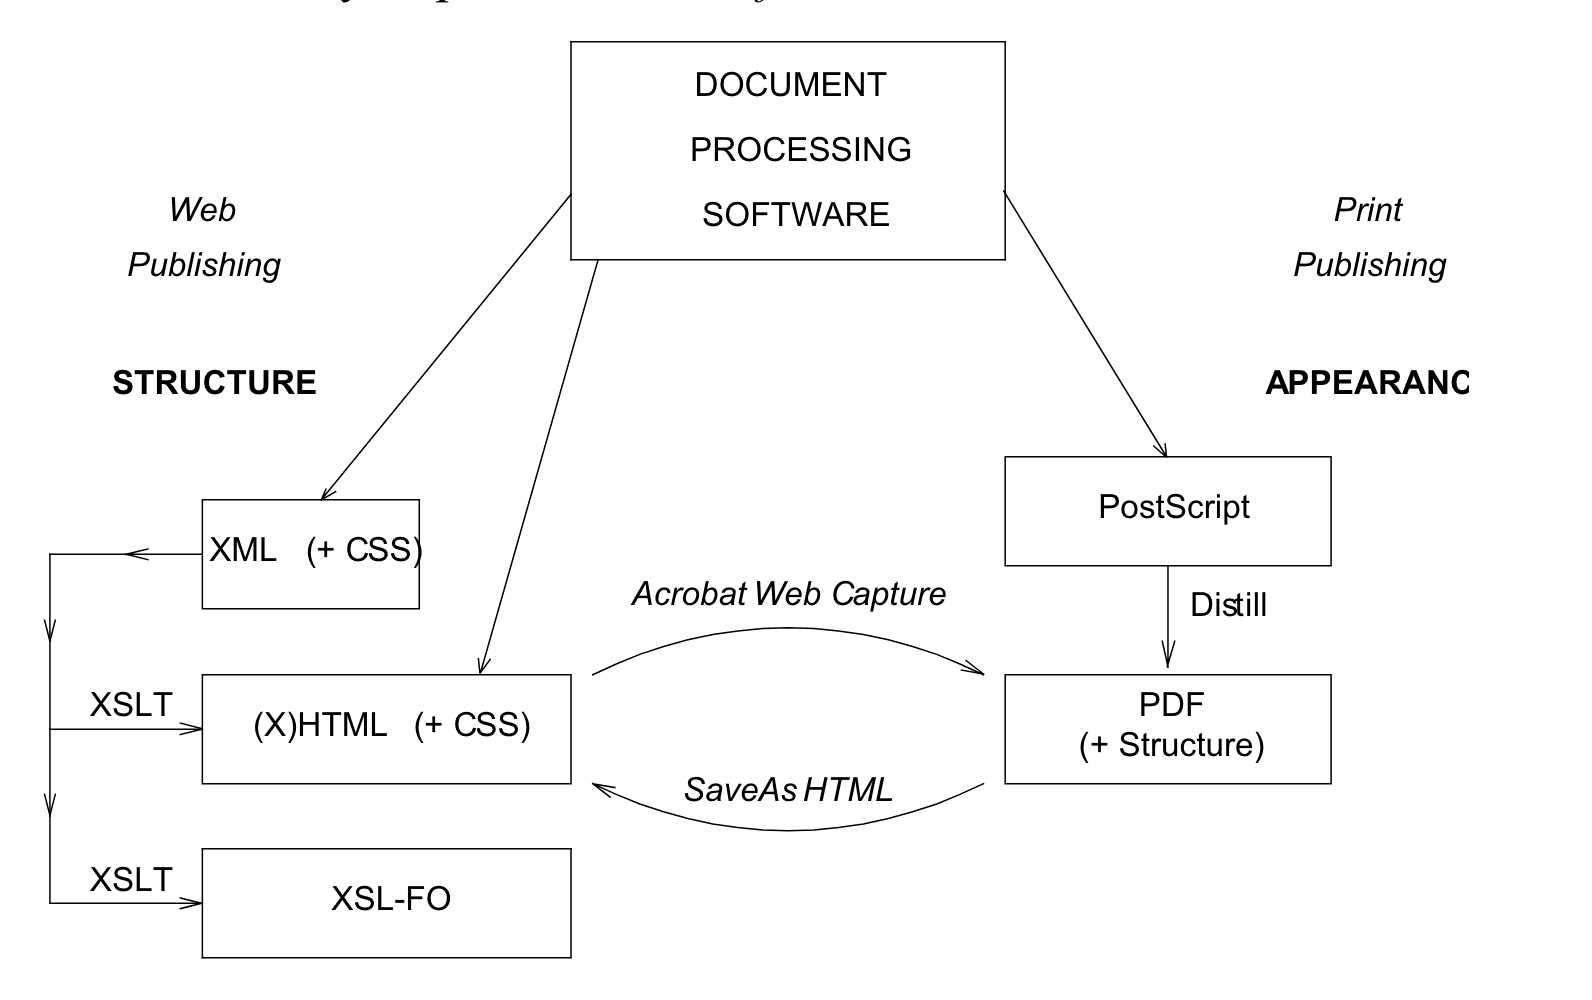 DOCUMENT
PROCESSING
SOFTWARE
Web
Publishing
Print
Publishing
STRUCTURE
APPEARANC
PostScript
XML (+ CSS)
Acrobat Web Capture
Distill
XSLT
(X)HTML (+ CSS)
PDF
(+ Structure)
SaveAs HTML
XSLT
XSL-FO